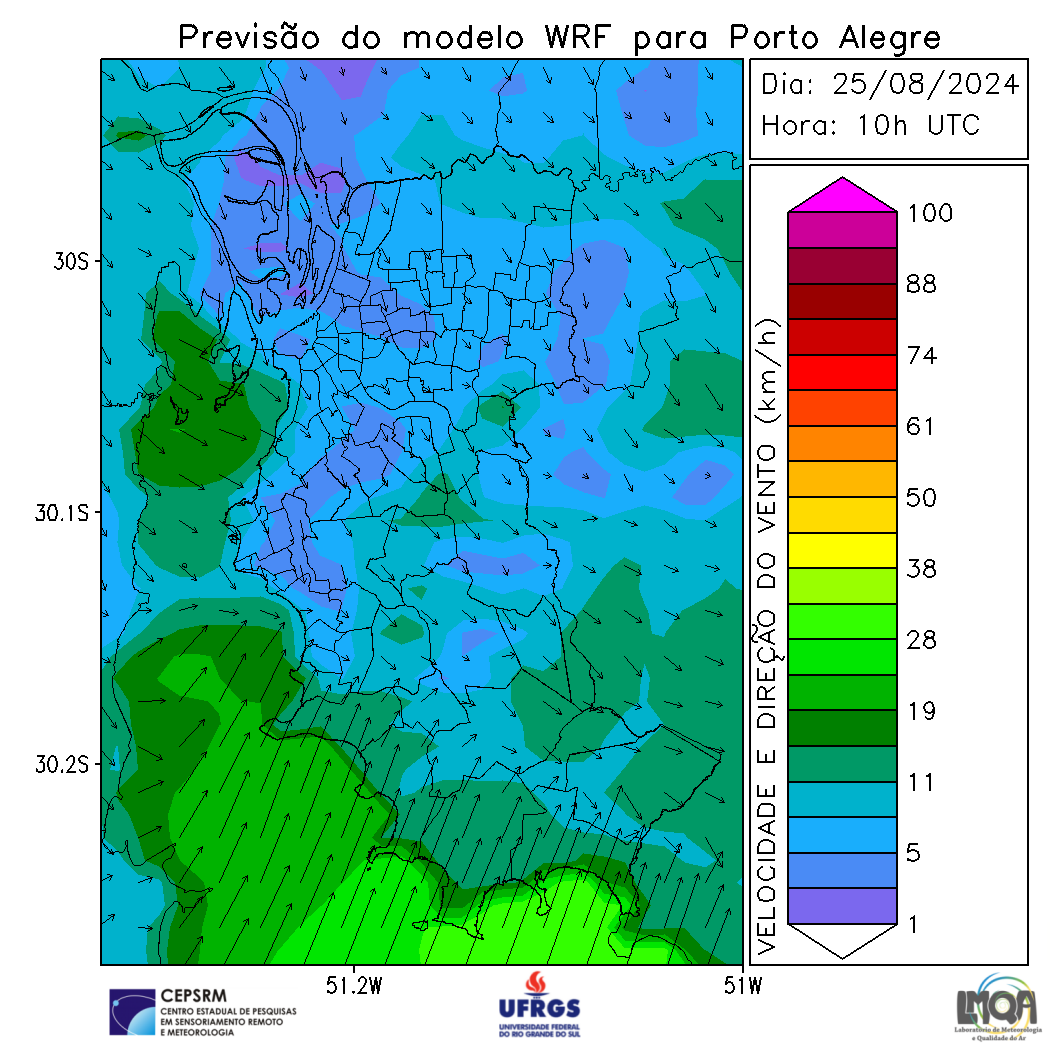 Previsão do modelo WRF para Porto Alegre
Dia: 25/08/2024
Hora: 10h UTC
30S
30.1S
30.2S
51.2W
51W
VELOCIDADE E DIREÇÃO DO VENTO (km/h)
100
88
74
61
50
38
28
19
11
5
1
CEPSRM
CENTRO ESTADUAL DE PESQUISAS
EM SENSORIAMENTO REMOTO
E METEOROLOGIA
UFRGS
UNIVERSIDADE FEDERAL
DO RIO GRANDE DO SUL
LMQA
Laboratório de Meteorologia
e Qualidade do Ar